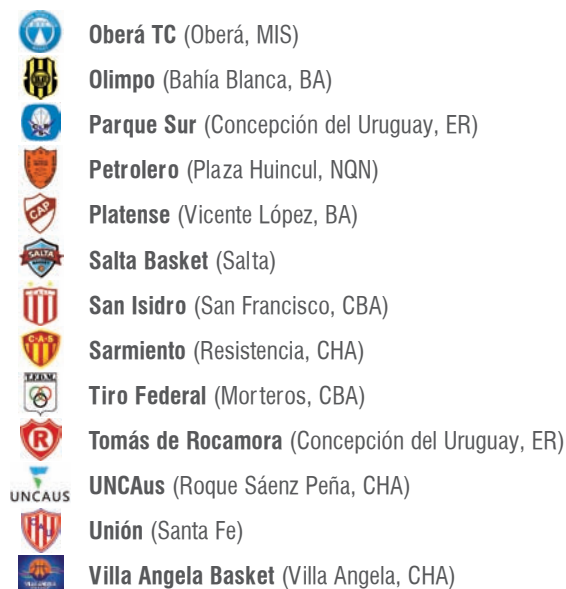 Oberá TC (Oberá, MIS)
Olimpo (Bahía Blanca, BA)
Parque Sur (Concepción del Uruguay, ER)
Petrolero (Plaza Huincul, NQN)
CAP
Platense (Vicente López, BA)
SALTA
Salta Basket (Salta)
San Isidro (San Francisco, CBA)
C·A·S
Sarmiento (Resistencia, CHA)
T.F.D.M.
Tiro Federal (Morteros, CBA)
R
Tomás de Rocamora (Concepción del Uruguay, ER)
UNCAUS
UNCAus (Roque Sáenz Peña, CHA)
Unión (Santa Fe)
Villa Angela Basket (Villa Angela, CHA)